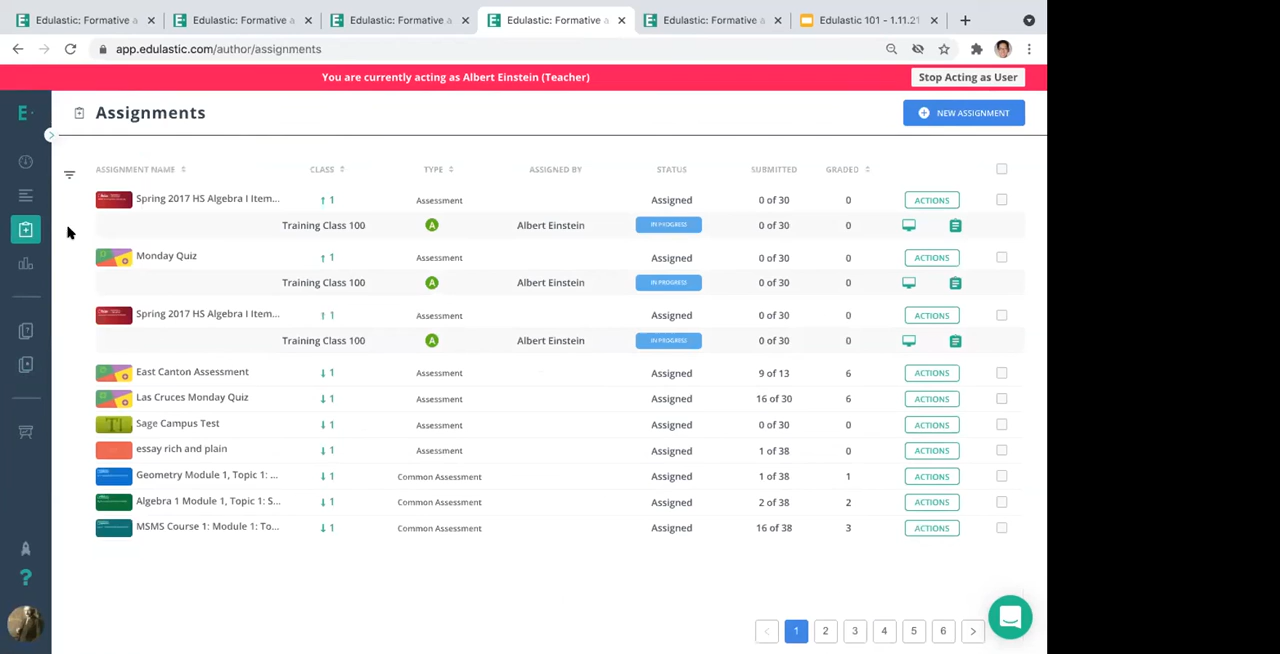 Edulastic: Formative a Edulastic: Formative a Edulastic: Formative a Edulastic: Formative a Edulastic: Formative a Edulastic 101 - 1.11.21
app.edulastic.com/author/assignments
You are currently acting as Albert Einstein (Teacher) Stop Acting as User
E Assignments NEW ASSIGNMENT
ASSIGNMENT NAME CLASS TYPE ASSIGNED BY STATUS SUBMITTED GRADED
Spring 2017 HS Algebra I Item... 1 Assessment Assigned 0 of 30 0 ACTIONS
Training Class 100 A Albert Einstein IN PROGRESS 0 of 30 0
Monday Quiz 1 Assessment Assigned 0 of 30 0 ACTIONS
Training Class 100 A Albert Einstein IN PROGRESS 0 of 30 0
Spring 2017 HS Algebra I Item... 1 Assessment Assigned 0 of 30 0 ACTIONS
Training Class 100 A Albert Einstein IN PROGRESS 0 of 30 0
East Canton Assessment 1 Assessment Assigned 9 of 13 6 ACTIONS
Las Cruces Monday Quiz 1 Assessment Assigned 16 of 30 6 ACTIONS
Sage Campus Test 1 Assessment Assigned 0 of 30 0 ACTIONS
essay rich and plain 1 Assessment Assigned 1 of 38 0 ACTIONS
Geometry Module 1, Topic 1: ... 1 Common Assessment Assigned 1 of 38 1 ACTIONS
Algebra 1 Module 1, Topic 1: S... 1 Common Assessment Assigned 2 of 38 2 ACTIONS
MSMS Course 1: Module 1: To... 1 Common Assessment Assigned 16 of 38 3 ACTIONS
< 1 2 3 4 5 6 >